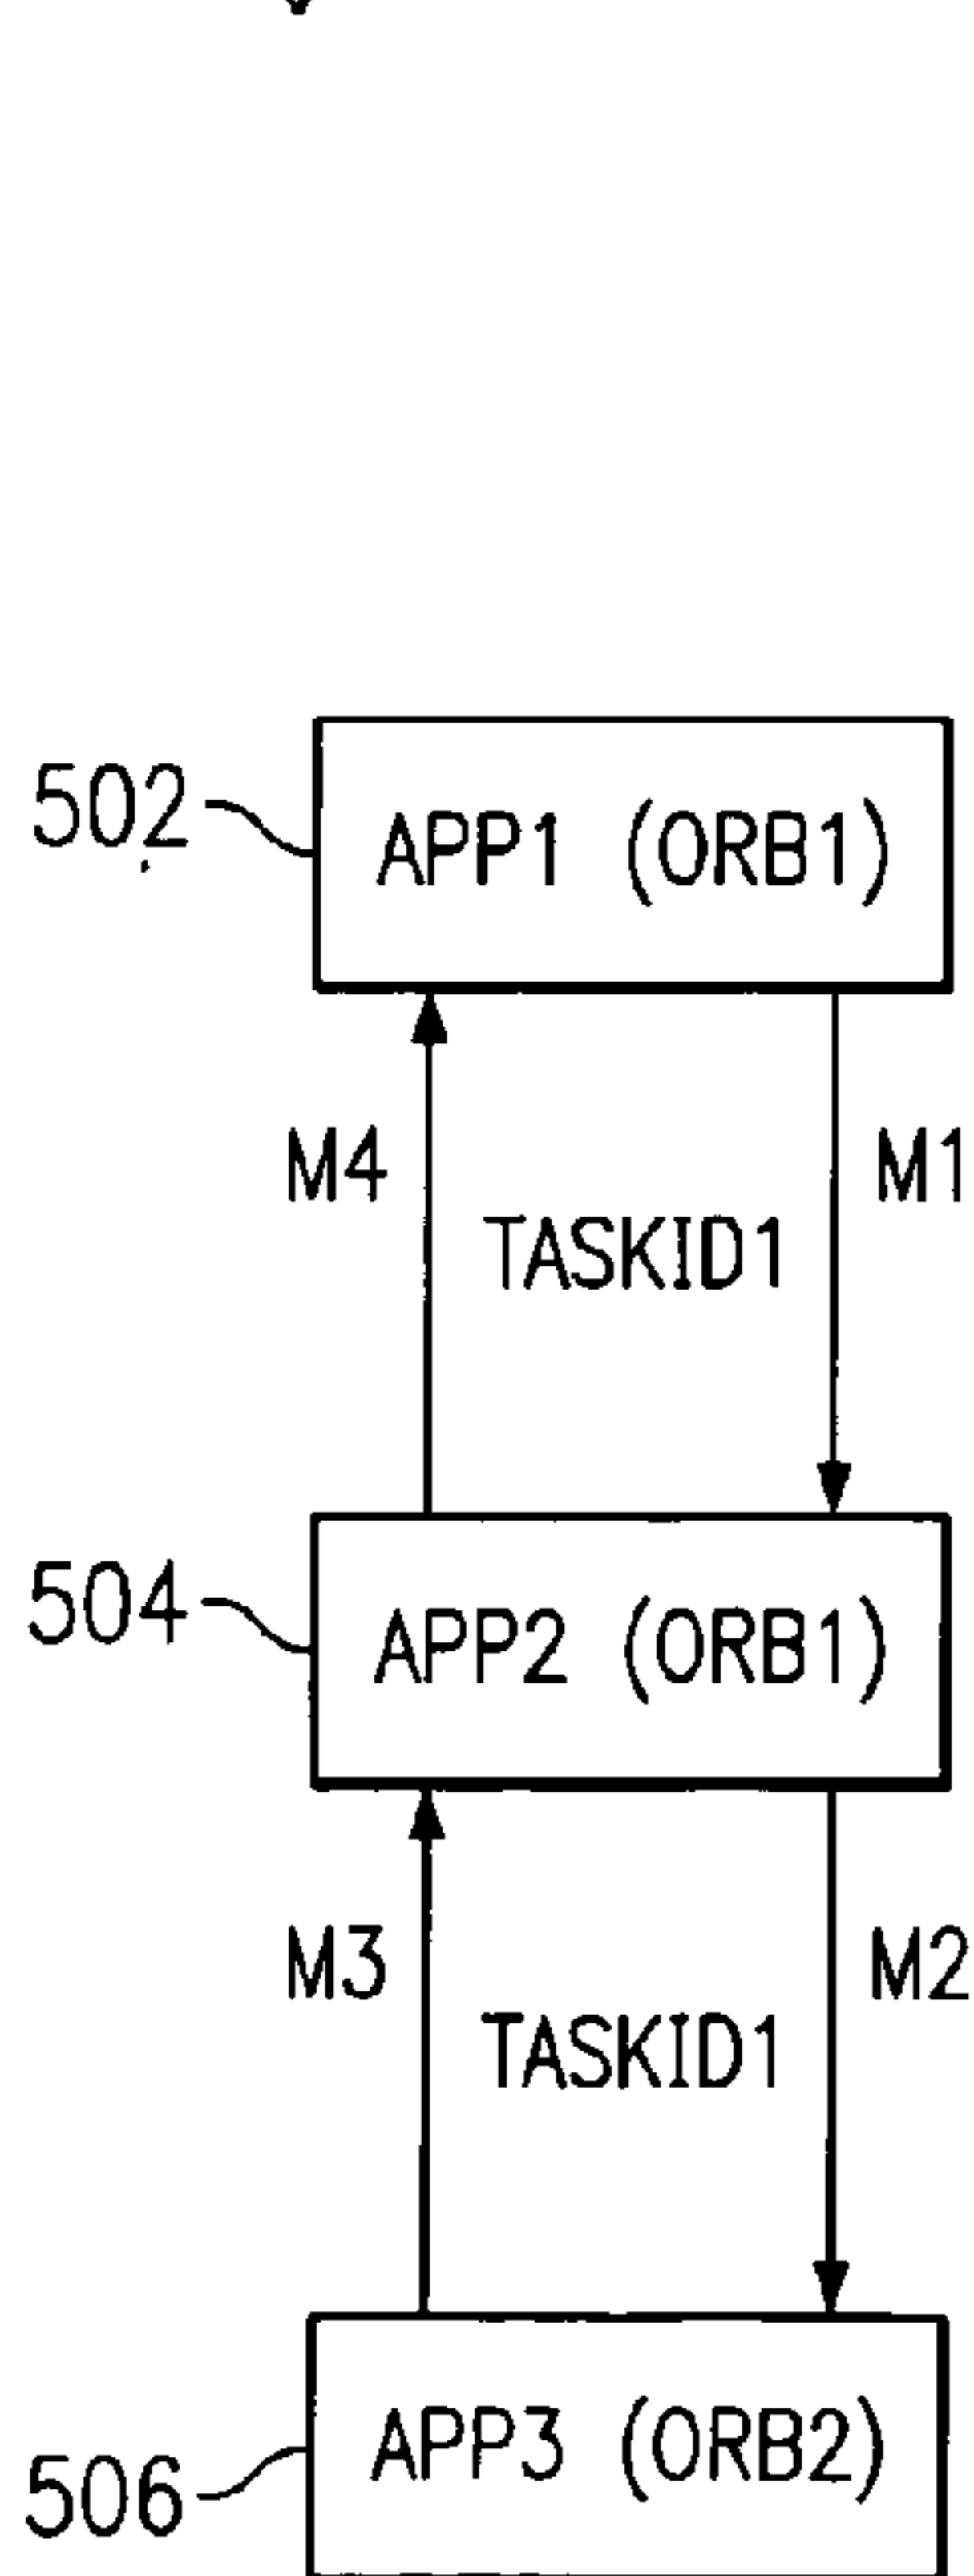 502
APP1 (ORB1)
M4
M1
TASKID1
504
APP2 (ORB1)
M3
M2
TASKID1
506
APP3 (ORB2)